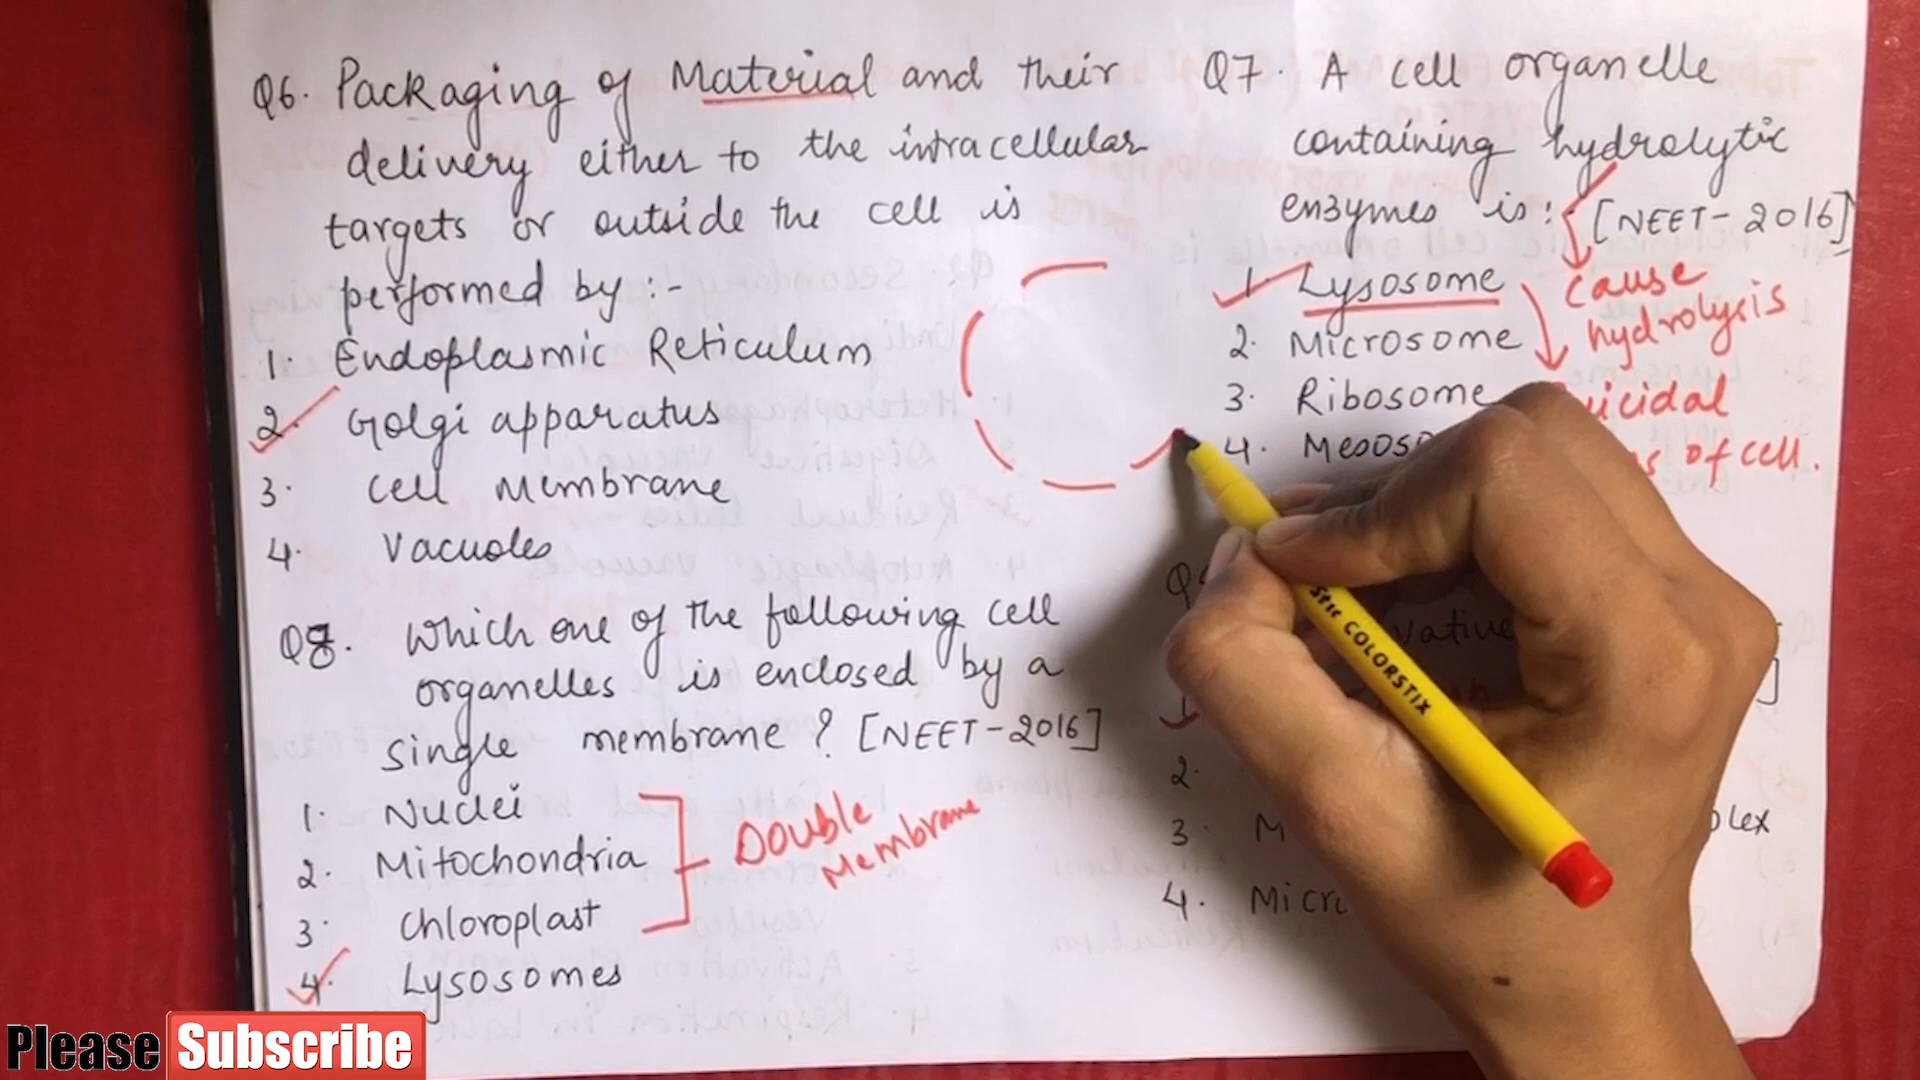 Q6. Packaging of Material and their
delivery either to the intracellular
targets or outside the cell is
performed by :-
1. Endoplasmic Reticulum
2. Golgi apparatus
3. Cell Membrane
4. Vacuoles
Q8. Which one of the following cell
organelles is enclosed by a
single membrane? [NEET-2016]
1. Nuclei
2. Mitochondria
3. Chloroplast
4. Lysosomes
Double
Membrane
Q7. A cell organelle
containing hydrolytic
enzymes is:- [NEET-2016]
1. Lysosome
2. Microsome
3. Ribosome
4.
cause
hydrolysis
of cell.
2.
3.
4.
STIC COLORSTIX
Please Subscribe